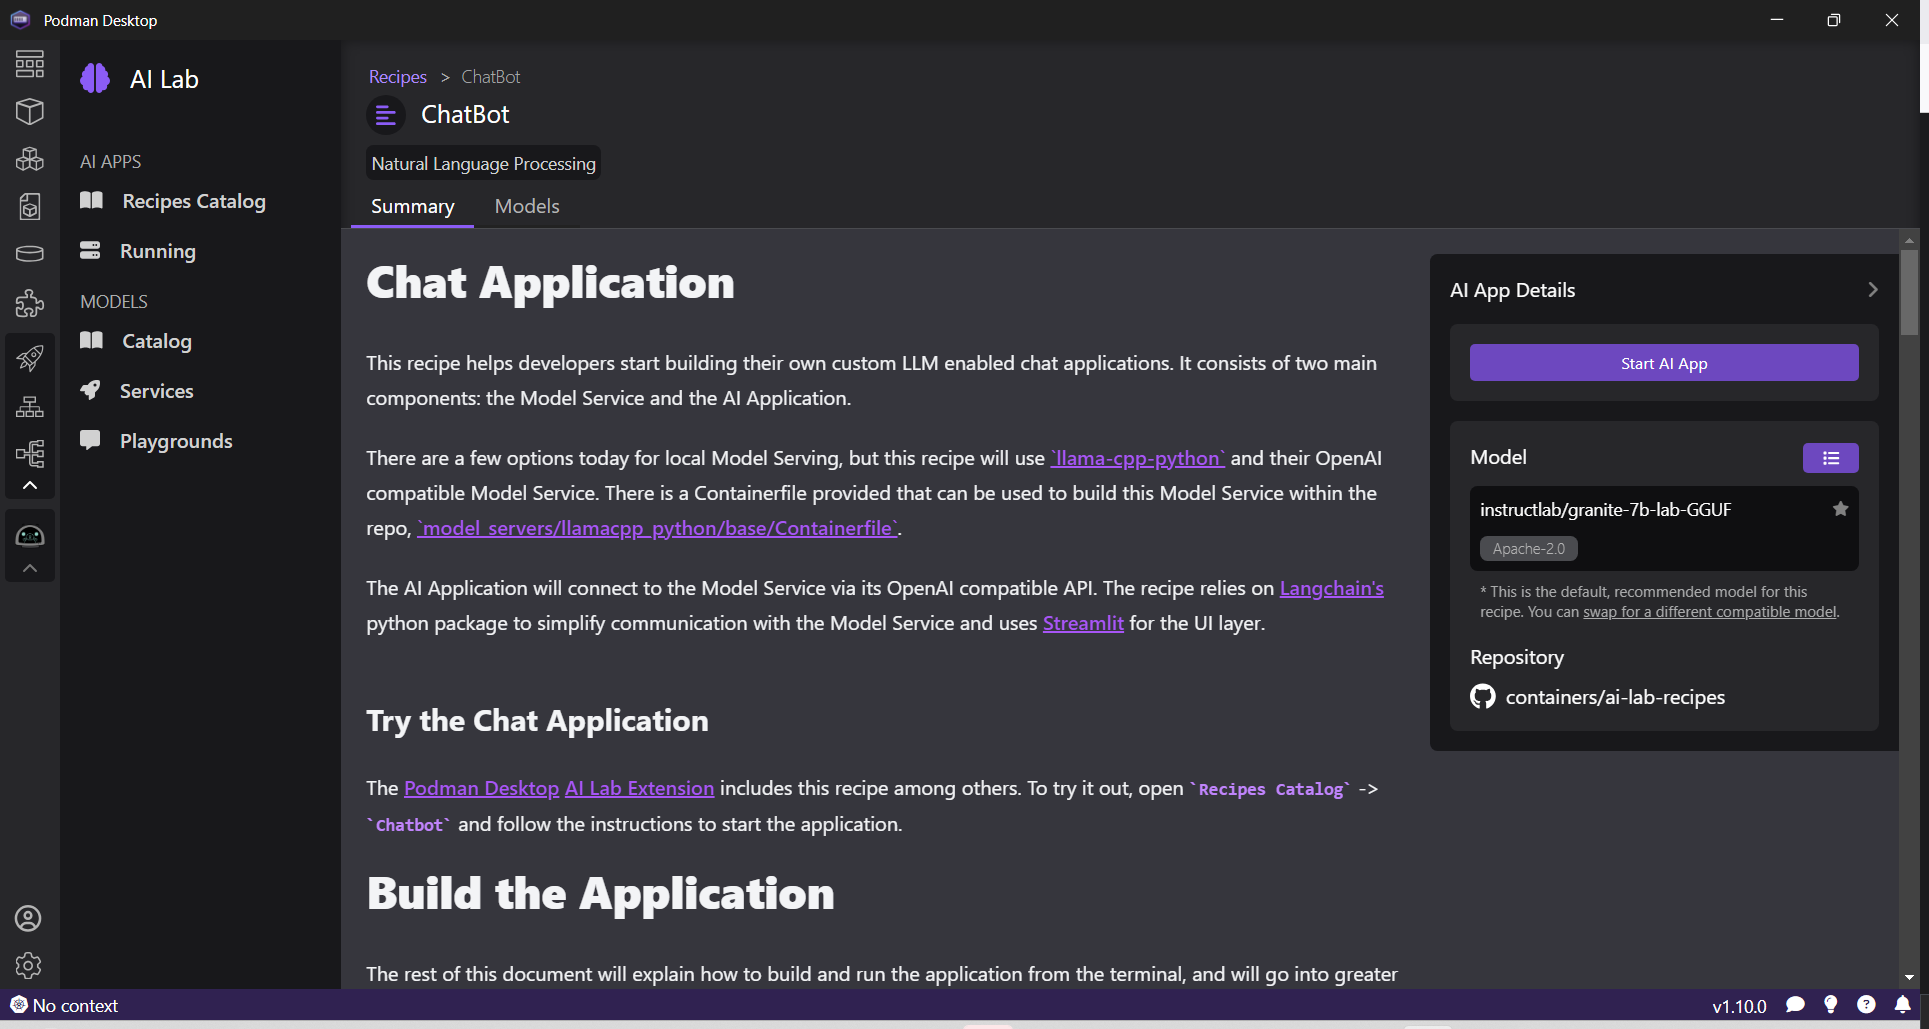 Podman Desktop
AI Lab
AI APPS
Recipes Catalog
Running
MODELS
Catalog
Services
Playgrounds
Recipes > ChatBot
ChatBot
Natural Language Processing
Summary Models
Chat Application
This recipe helps developers start building their own custom LLM enabled chat applications. It consists of two main
components: the Model Service and the AI Application.
There are a few options today for local Model Serving, but this recipe will use `llama-cpp-python` and their OpenAI
compatible Model Service. There is a Containerfile provided that can be used to build this Model Service within the
repo, `model_servers/llamacpp_python/base/Containerfile`.
The AI Application will connect to the Model Service via its OpenAI compatible API. The recipe relies on Langchain's
python package to simplify communication with the Model Service and uses Streamlit for the UI layer.
Try the Chat Application
The Podman Desktop AI Lab Extension includes this recipe among others. To try it out, open `Recipes Catalog` ->
`Chatbot` and follow the instructions to start the application.
Build the Application
The rest of this document will explain how to build and run the application from the terminal, and will go into greater
AI App Details
Start AI App
Model
instructlab/granite-7b-lab-GGUF
Apache-2.0
* This is the default, recommended model for this
recipe. You can swap for a different compatible model.
Repository
containers/ai-lab-recipes
No context
v1.10.0